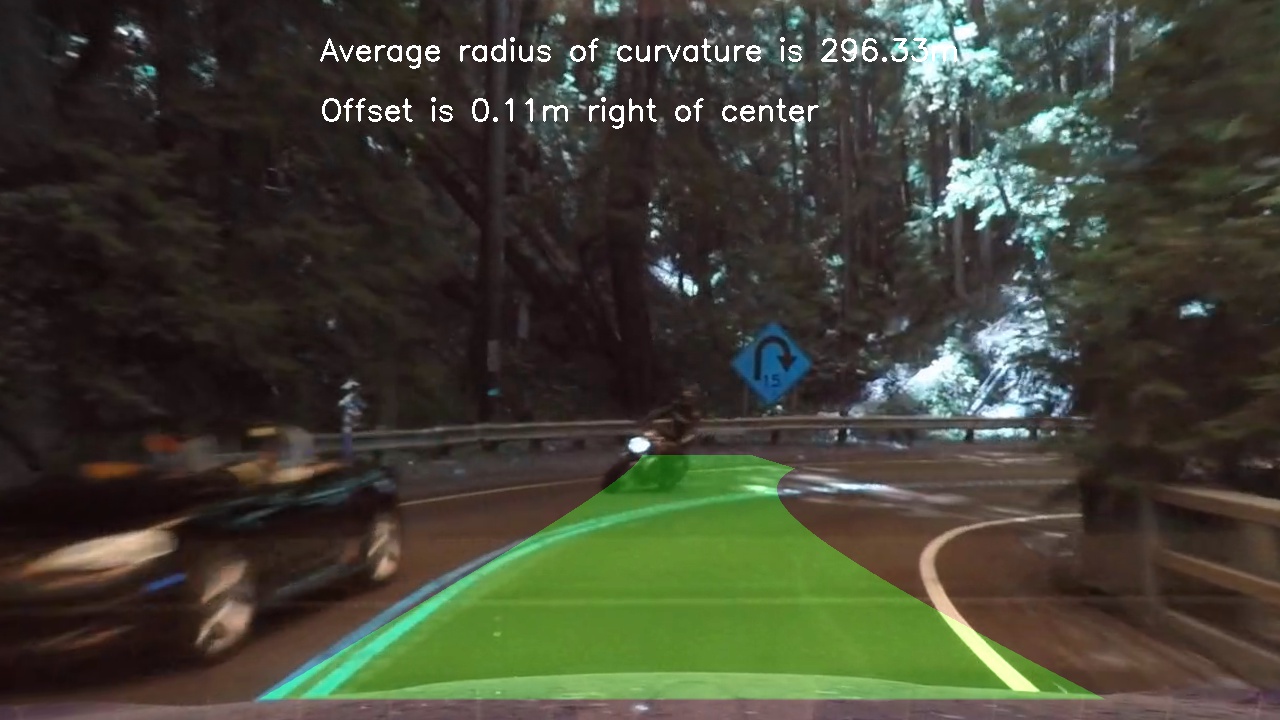 Average radius of curvature is 296.33m
Offset is 0.11m right of center
15